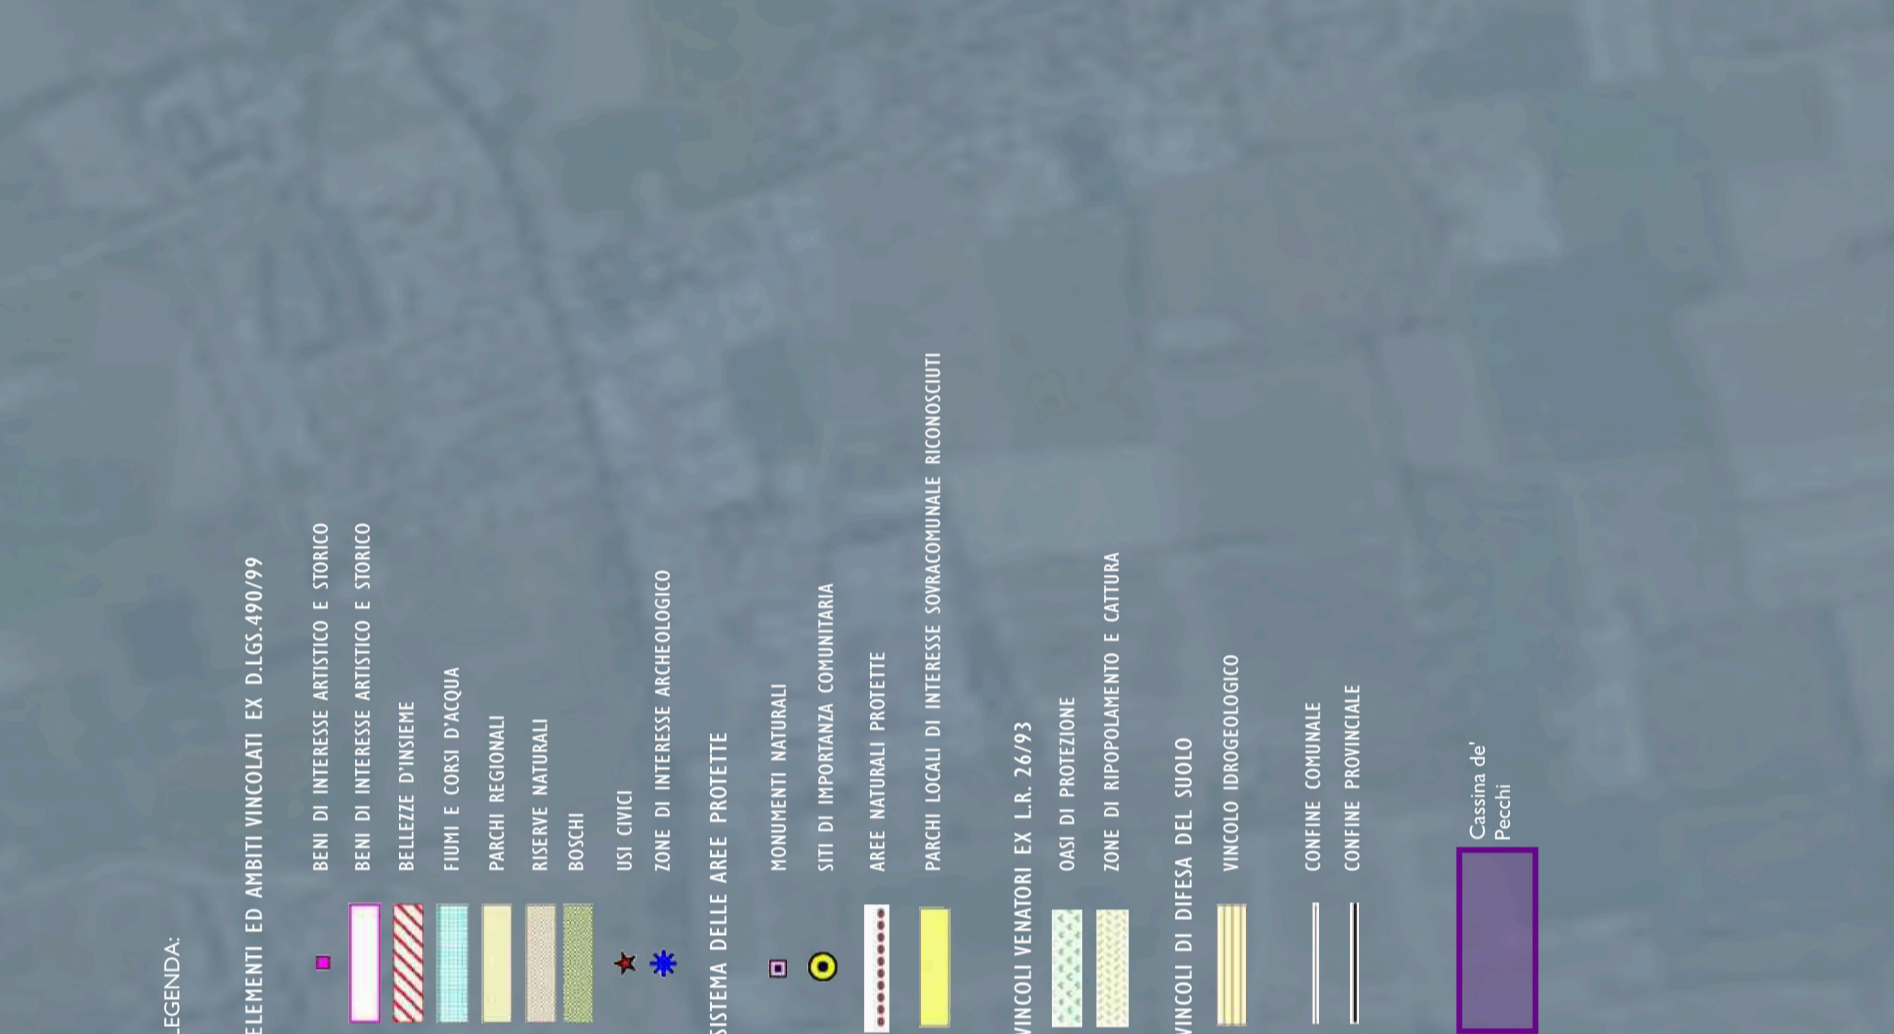 LEGENDA:
ELEMENTI ED AMBITI VINCOLATI EX D.LGS.490/99
BENI DI INTERESSE ARTISTICO E STORICO
BENI DI INTERESSE ARTISTICO E STORICO
BELLEZZE D'INSIEME
FIUMI E CORSI D'ACQUA
PARCHI REGIONALI
RISERVE NATURALI
BOSCHI
USI CIVICI
ZONE DI INTERESSE ARCHEOLOGICO
SISTEMA DELLE AREE PROTETTE
MONUMENTI NATURALI
SITI DI IMPORTANZA COMUNITARIA
AREE NATURALI PROTETTE
PARCHI LOCALI DI INTERESSE SOVRACOMUNALE RICONOSCIUTI
VINCOLI VENATORI EX L.R. 26/93
OASI DI PROTEZIONE
ZONE DI RIPOPOLAMENTO E CATTURA
VINCOLI DI DIFESA DEL SUOLO
VINCOLO IDROGEOLOGICO
CONFINE COMUNALE
CONFINE PROVINCIALE
Cassina de'
Pecchi